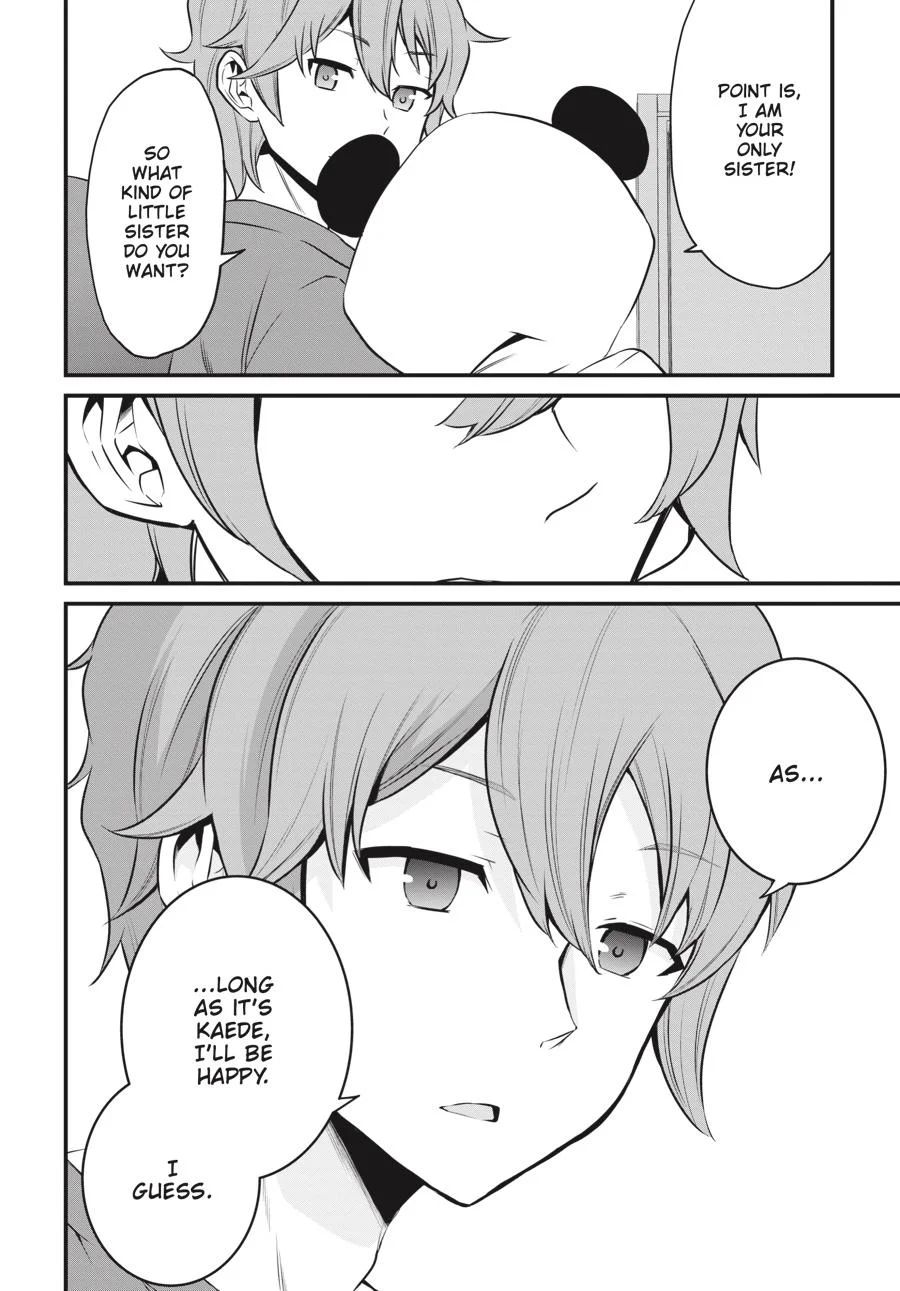 POINT IS,
I AM
YOUR
ONLY
SISTER!
SO
WHAT
KIND OF
LITTLE
SISTER
DO YOU
WANT?
AS...
...LONG
AS IT'S
KAEDE,
I'LL BE
HAPPY.
I
GUESS.